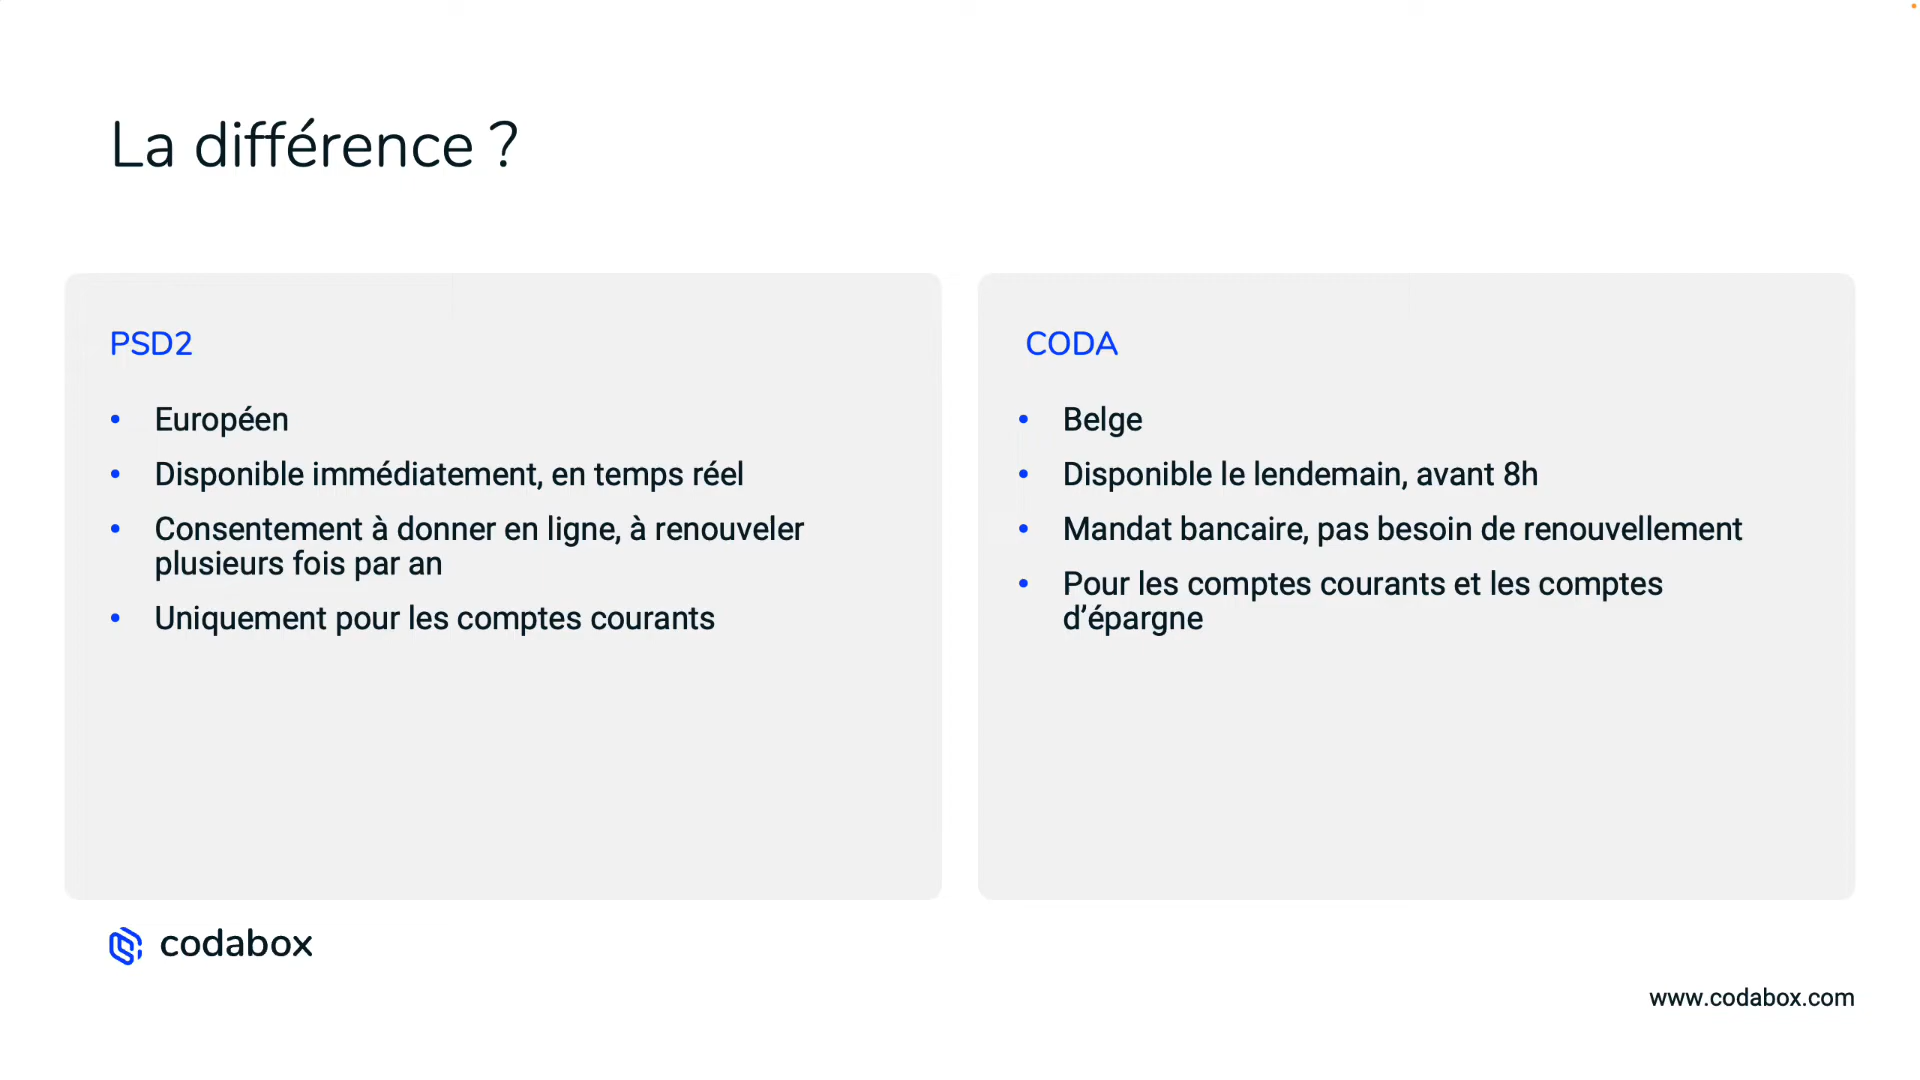 La différence ?
PSD2
• Européen
• Disponible immédiatement, en temps réel
• Consentement à donner en ligne, à renouveler
plusieurs fois par an
• Uniquement pour les comptes courants
CODA
• Belge
• Disponible le lendemain, avant 8h
• Mandat bancaire, pas besoin de renouvellement
• Pour les comptes courants et les comptes
d’épargne
codabox
www.codabox.com